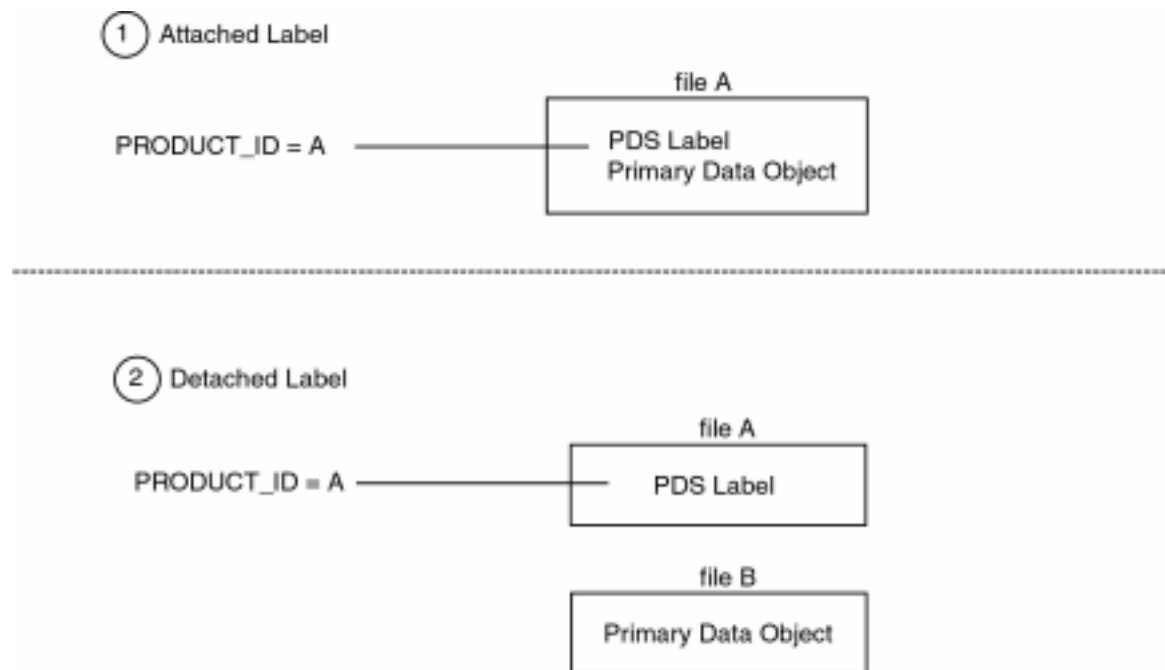 1 Attached Label
file A
PRODUCT_ID = A
PDS Label
Primary Data Object
2 Detached Label
file A
PRODUCT_ID = A
PDS Label
file B
Primary Data Object